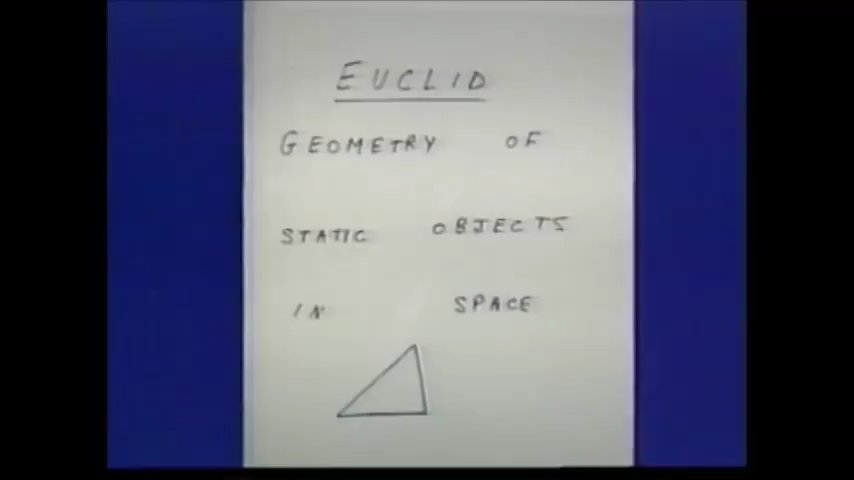 EUCLID
GEOMETRY OF
STATIC OBJECTS
IN SPACE